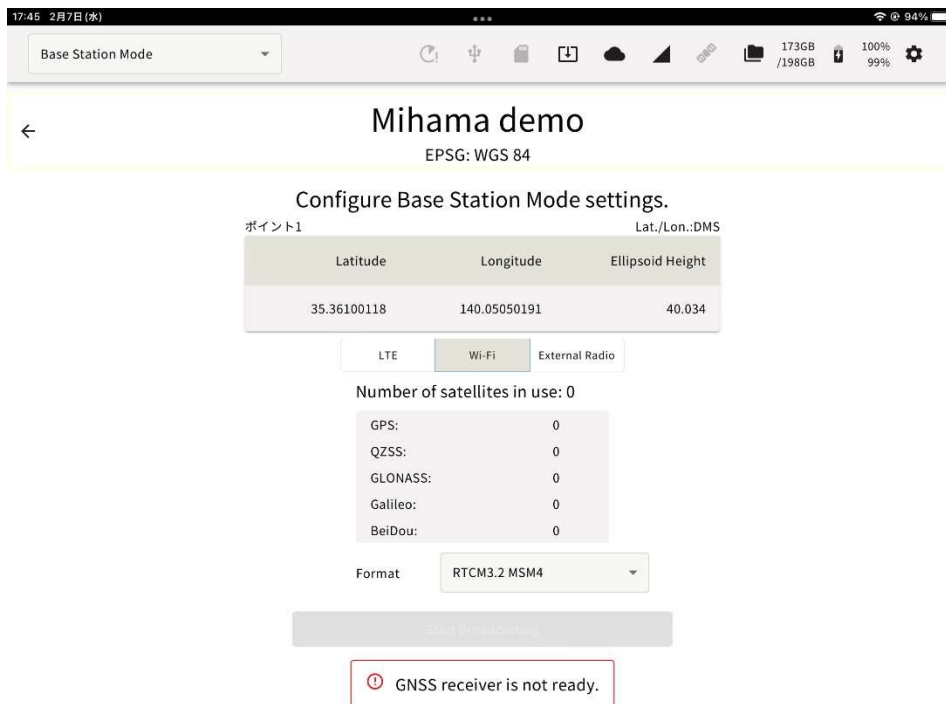 17:45 2月7日(水)
94%
Base Station Mode
173GB
/198GB
100%
99%
Mihama demo
EPSG: WGS 84
Configure Base Station Mode settings.
ポイント1 Lat./Lon.:DMS
Latitude Longitude Ellipsoid Height
35.36100118 140.05050191 40.034
LTE Wi-Fi External Radio
Number of satellites in use: 0
GPS: 0
QZSS: 0
GLONASS: 0
Galileo: 0
BeiDou: 0
Format RTCM3.2 MSM4
Start Broadcasting
GNSS receiver is not ready.